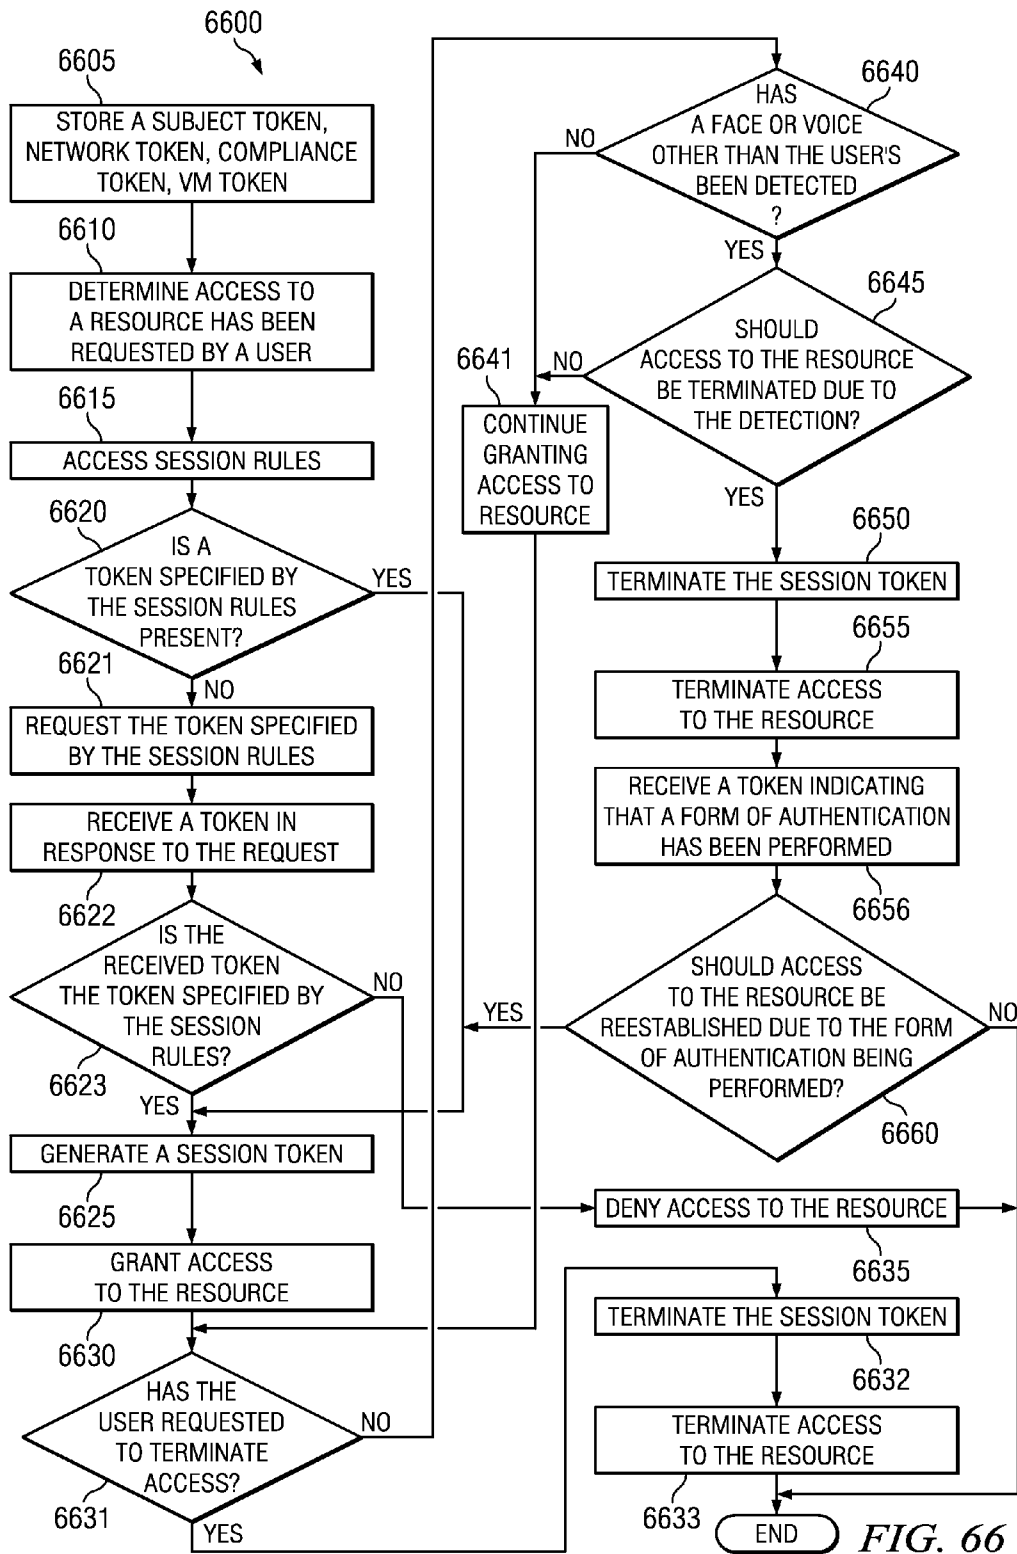 6600
6605
STORE A SUBJECT TOKEN,
NETWORK TOKEN, COMPLIANCE
TOKEN, VM TOKEN
6610
DETERMINE ACCESS TO
A RESOURCE HAS BEEN
REQUESTED BY A USER
6615
ACCESS SESSION RULES
6620
IS A
TOKEN SPECIFIED BY
THE SESSION RULES
PRESENT?
YES
NO
6621
REQUEST THE TOKEN SPECIFIED
BY THE SESSION RULES
RECEIVE A TOKEN IN
RESPONSE TO THE REQUEST
6622
IS THE
RECEIVED TOKEN
THE TOKEN SPECIFIED BY
THE SESSION
RULES?
NO
6623
YES
GENERATE A SESSION TOKEN
6625
GRANT ACCESS
TO THE RESOURCE
6630
HAS THE
USER REQUESTED
TO TERMINATE
ACCESS?
NO
6631
YES
6640
HAS
A FACE OR VOICE
OTHER THAN THE USER'S
BEEN DETECTED
?
NO
YES
6645
SHOULD
ACCESS TO THE RESOURCE
BE TERMINATED DUE TO
THE DETECTION?
NO
YES
6641
CONTINUE
GRANTING
ACCESS TO
RESOURCE
6650
TERMINATE THE SESSION TOKEN
6655
TERMINATE ACCESS
TO THE RESOURCE
RECEIVE A TOKEN INDICATING
THAT A FORM OF AUTHENTICATION
HAS BEEN PERFORMED
6656
SHOULD ACCESS
TO THE RESOURCE BE
REESTABLISHED DUE TO THE FORM
OF AUTHENTICATION BEING
PERFORMED?
YES
NO
6660
DENY ACCESS TO THE RESOURCE
6635
TERMINATE THE SESSION TOKEN
6632
TERMINATE ACCESS
TO THE RESOURCE
6633
END
FIG. 66